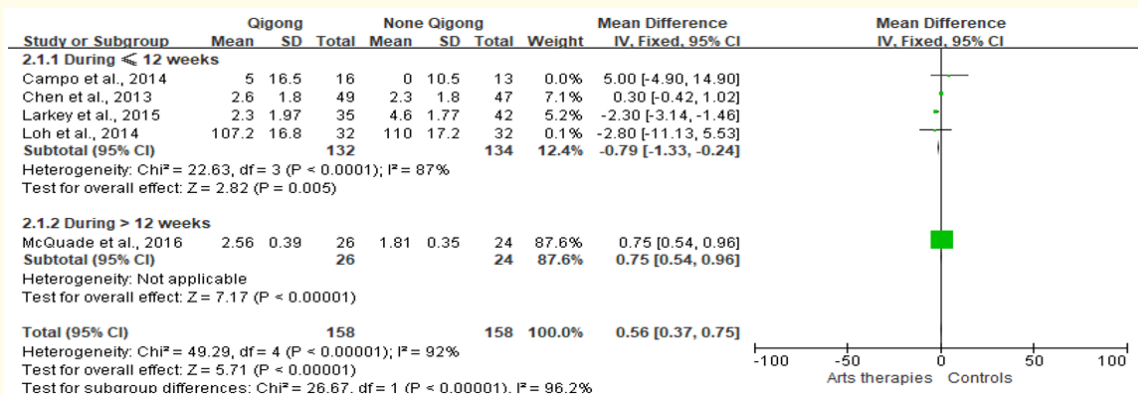 Qigong None Qigong Mean Difference Mean Difference
Study or Subgroup Mean SD Total Mean SD Total Weight IV, Fixed, 95% CI IV, Fixed, 95% CI
2.1.1 During ⩽ 12 weeks
Campo et al., 2014 5 16.5 16 0 10.5 13 0.0% 5.00 [-4.90, 14.90]
Chen et al., 2013 2.6 1.8 49 2.3 1.8 47 7.1% 0.30 [-0.42, 1.02]
Larkey et al., 2015 2.3 1.97 35 4.6 1.77 42 5.2% -2.30 [-3.14, -1.46]
Loh et al., 2014 107.2 16.8 32 110 17.2 32 0.1% -2.80 [-11.13, 5.53]
Subtotal (95% CI) 132 134 12.4% -0.79 [-1.33, -0.24]
Heterogeneity: Chi² = 22.63, df = 3 (P < 0.0001); I² = 87%
Test for overall effect: Z = 2.82 (P = 0.005)
2.1.2 During > 12 weeks
McQuade et al., 2016 2.56 0.39 26 1.81 0.35 24 87.6% 0.75 [0.54, 0.96]
Subtotal (95% CI) 26 24 87.6% 0.75 [0.54, 0.96]
Heterogeneity: Not applicable
Test for overall effect: Z = 7.17 (P < 0.00001)
Total (95% CI) 158 158 100.0% 0.56 [0.37, 0.75]
Heterogeneity: Chi² = 49.29, df = 4 (P < 0.00001); I² = 92%
Test for overall effect: Z = 5.71 (P < 0.00001)
Test for subgroup differences: Chi² = 26.67, df = 1 (P < 0.00001), I² = 96.2%
-100 -50 0 50 100
Arts therapies Controls